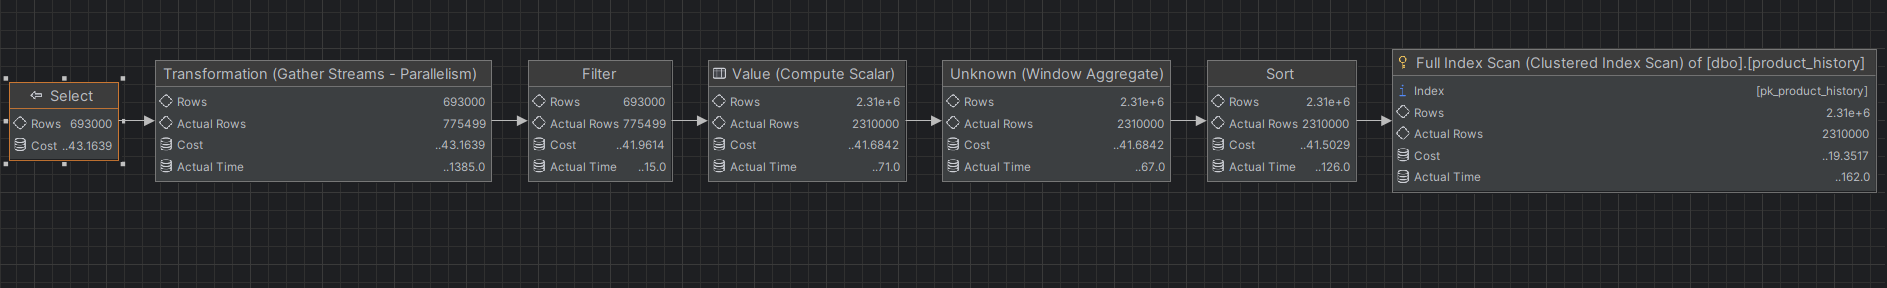 Select
Rows 693000
Cost ..43.1639
Transformation (Gather Streams - Parallelism)
Rows 693000
Actual Rows 775499
Cost ..43.1639
Actual Time ..1385.0
Filter
Rows 693000
Actual Rows 775499
Cost ..41.9614
Actual Time ..15.0
Value (Compute Scalar)
Rows 2.31e+6
Actual Rows 2310000
Cost ..41.6842
Actual Time ..71.0
Unknown (Window Aggregate)
Rows 2.31e+6
Actual Rows 2310000
Cost ..41.6842
Actual Time ..67.0
Sort
Rows 2.31e+6
Actual Rows 2310000
Cost ..41.5029
Actual Time ..126.0
Full Index Scan (Clustered Index Scan) of [dbo].[product_history]
Index [pk_product_history]
Rows 2.31e+6
Actual Rows 2310000
Cost ..19.3517
Actual Time ..162.0